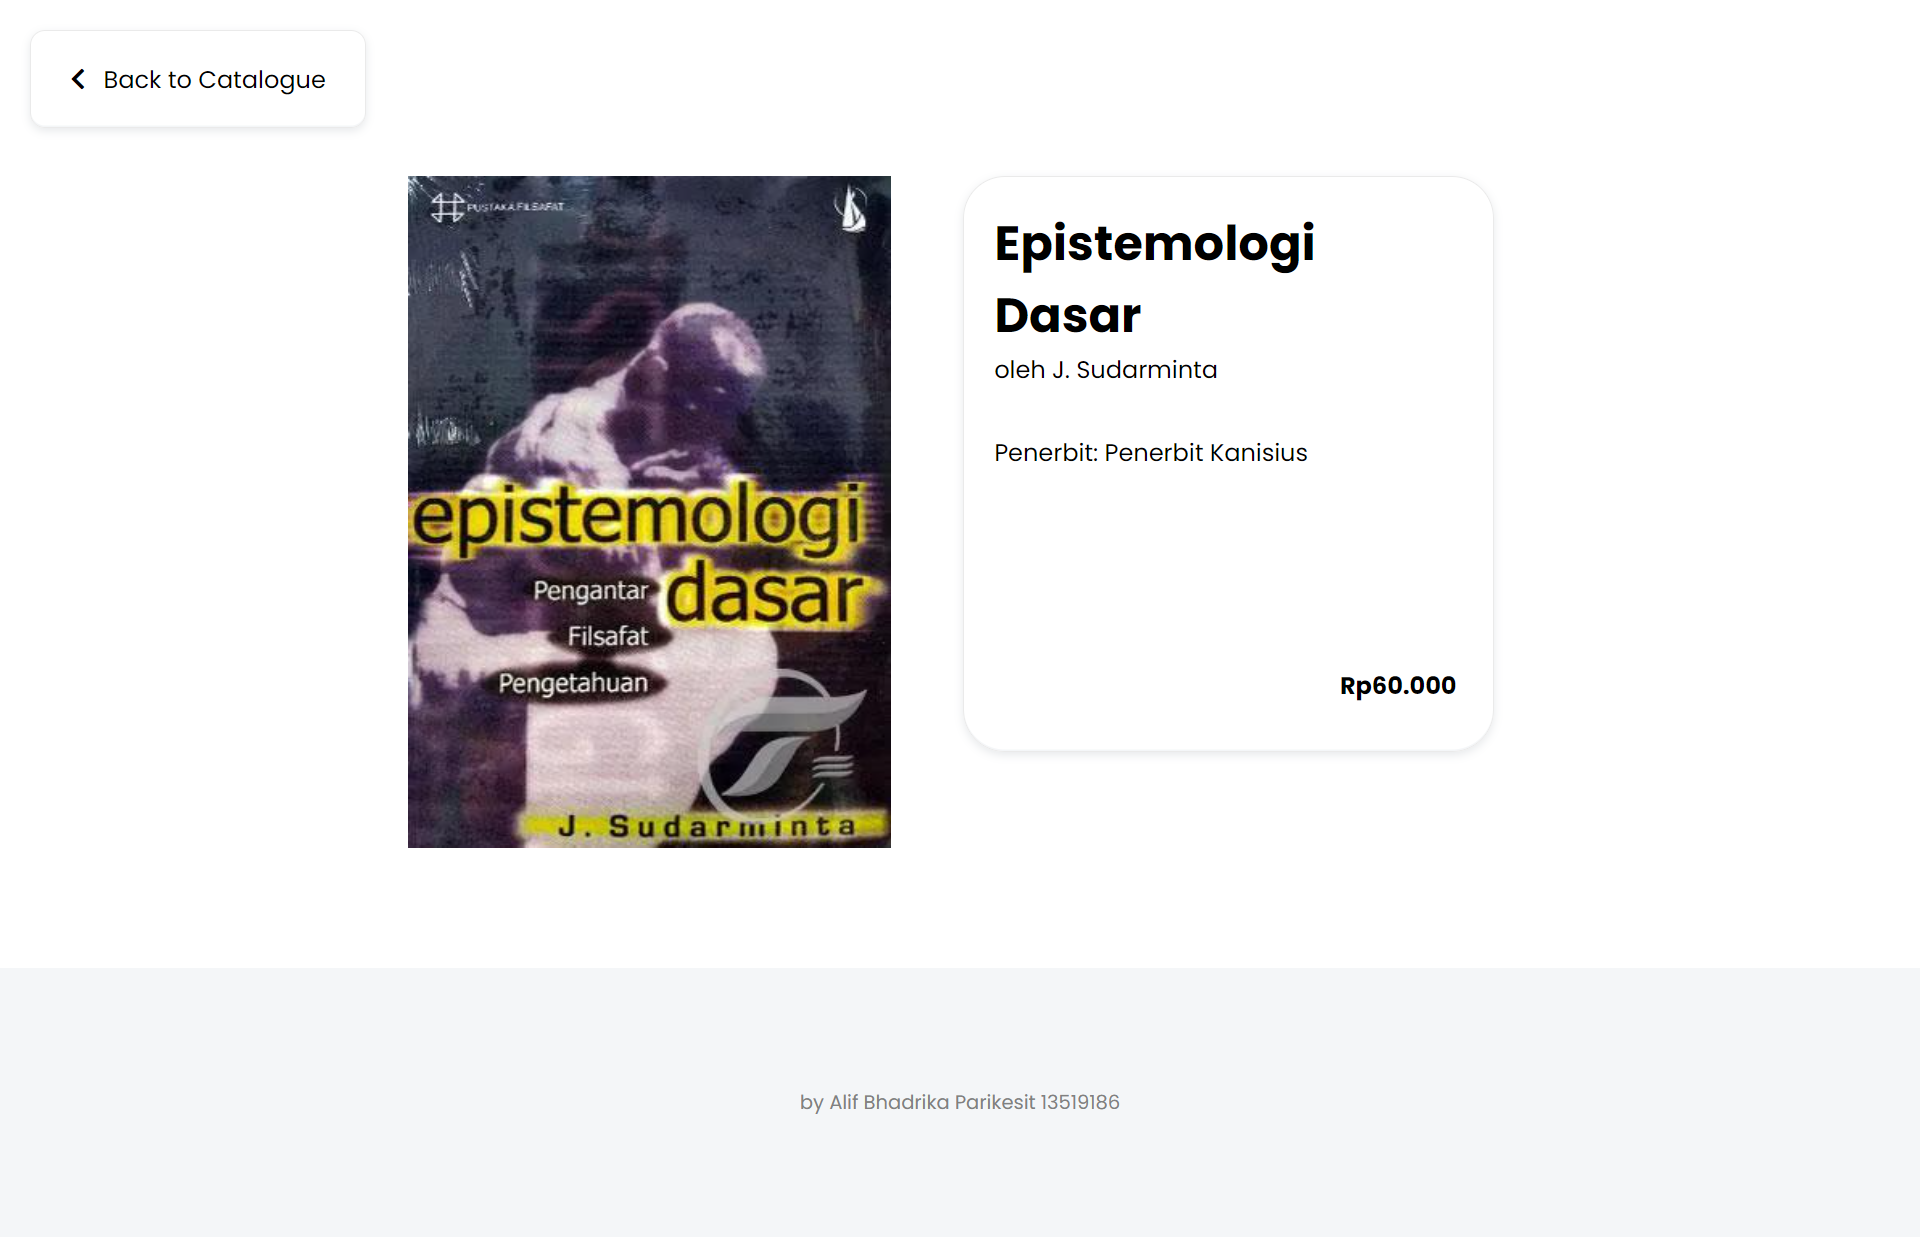 Back to Catalogue
PUSTAKA FILSAFAT
epistemologi
dasar
Pengantar
Filsafat
Pengetahuan
J. Sudarminta
Epistemologi
Dasar
oleh J. Sudarminta
Penerbit: Penerbit Kanisius
Rp60.000
by Alif Bhadrika Parikesit 13519186